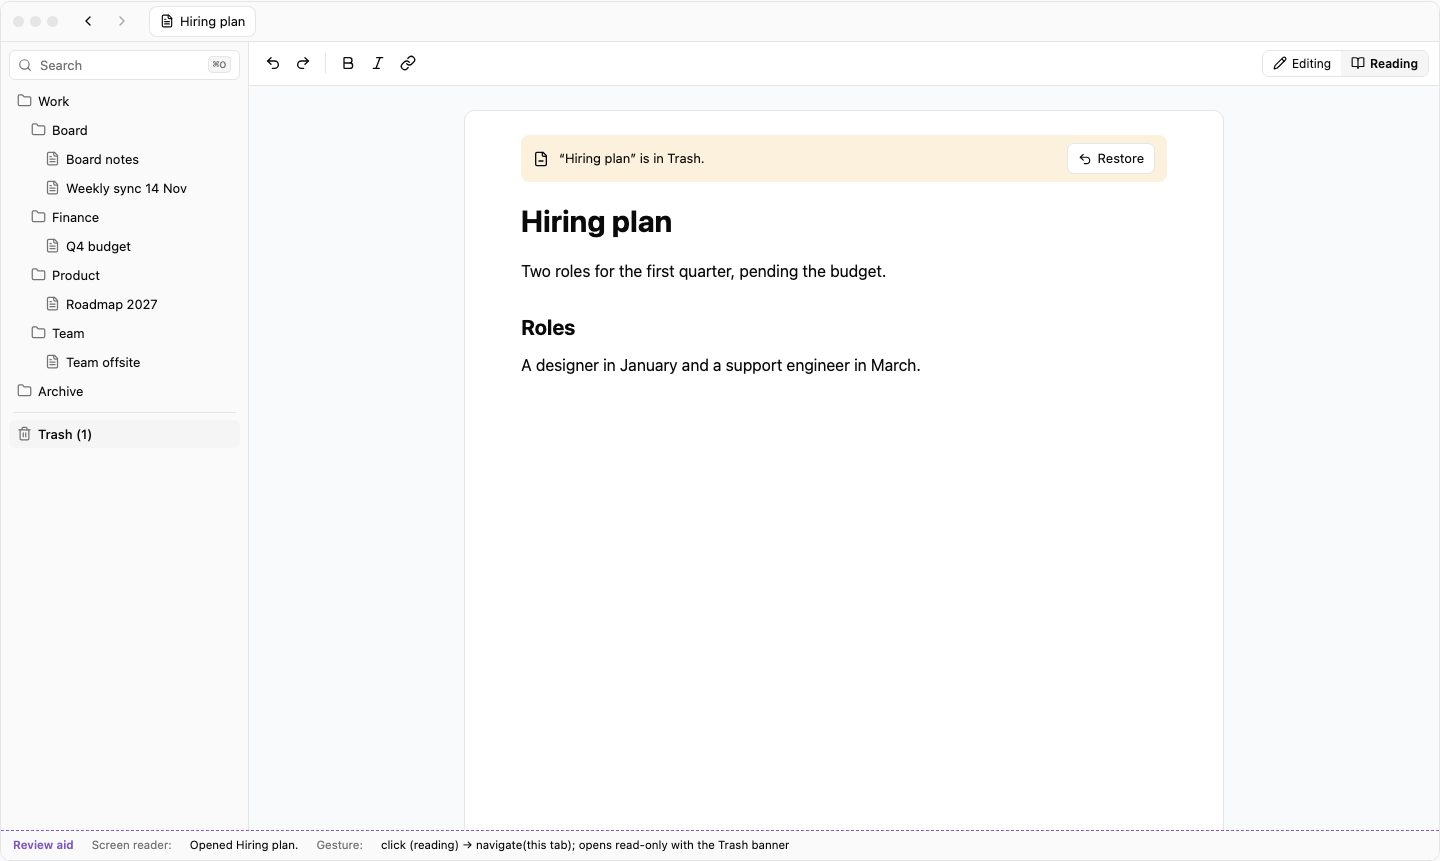 Hiring plan
Search ⌘O
Editing
Reading
Work
Board
Board notes
Weekly sync 14 Nov
Finance
Q4 budget
Product
Roadmap 2027
Team
Team offsite
Archive
Trash (1)
“Hiring plan” is in Trash.
Restore
Hiring plan
Two roles for the first quarter, pending the budget.
Roles
A designer in January and a support engineer in March.
Review aid Screen reader: Opened Hiring plan. Gesture: click (reading) → navigate(this tab); opens read-only with the Trash banner